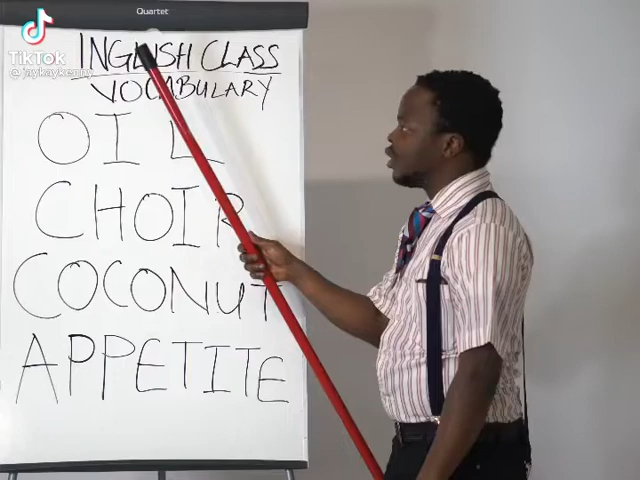 Quartet
TikTok
@jaykaykenny
INGLISH CLASS
VOCABULARY
OIL
CHOIR
COCONUT
APPETITE